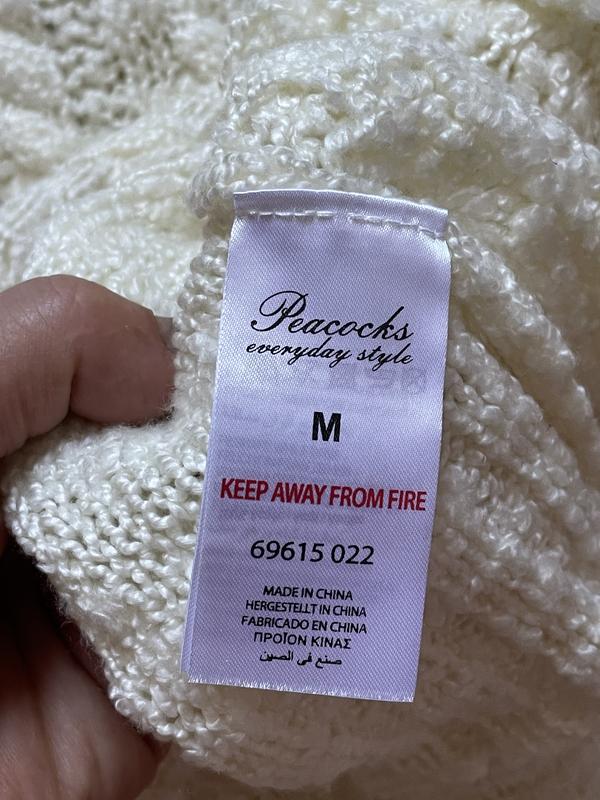 Peacocks
everyday style
M
KEEP AWAY FROM FIRE
69615 022
MADE IN CHINA
HERGESTELLT IN CHINA
FABRICADO EN CHINA
ΠΡΟΪΟΝ ΚΙΝΑΣ
صنع في الصين